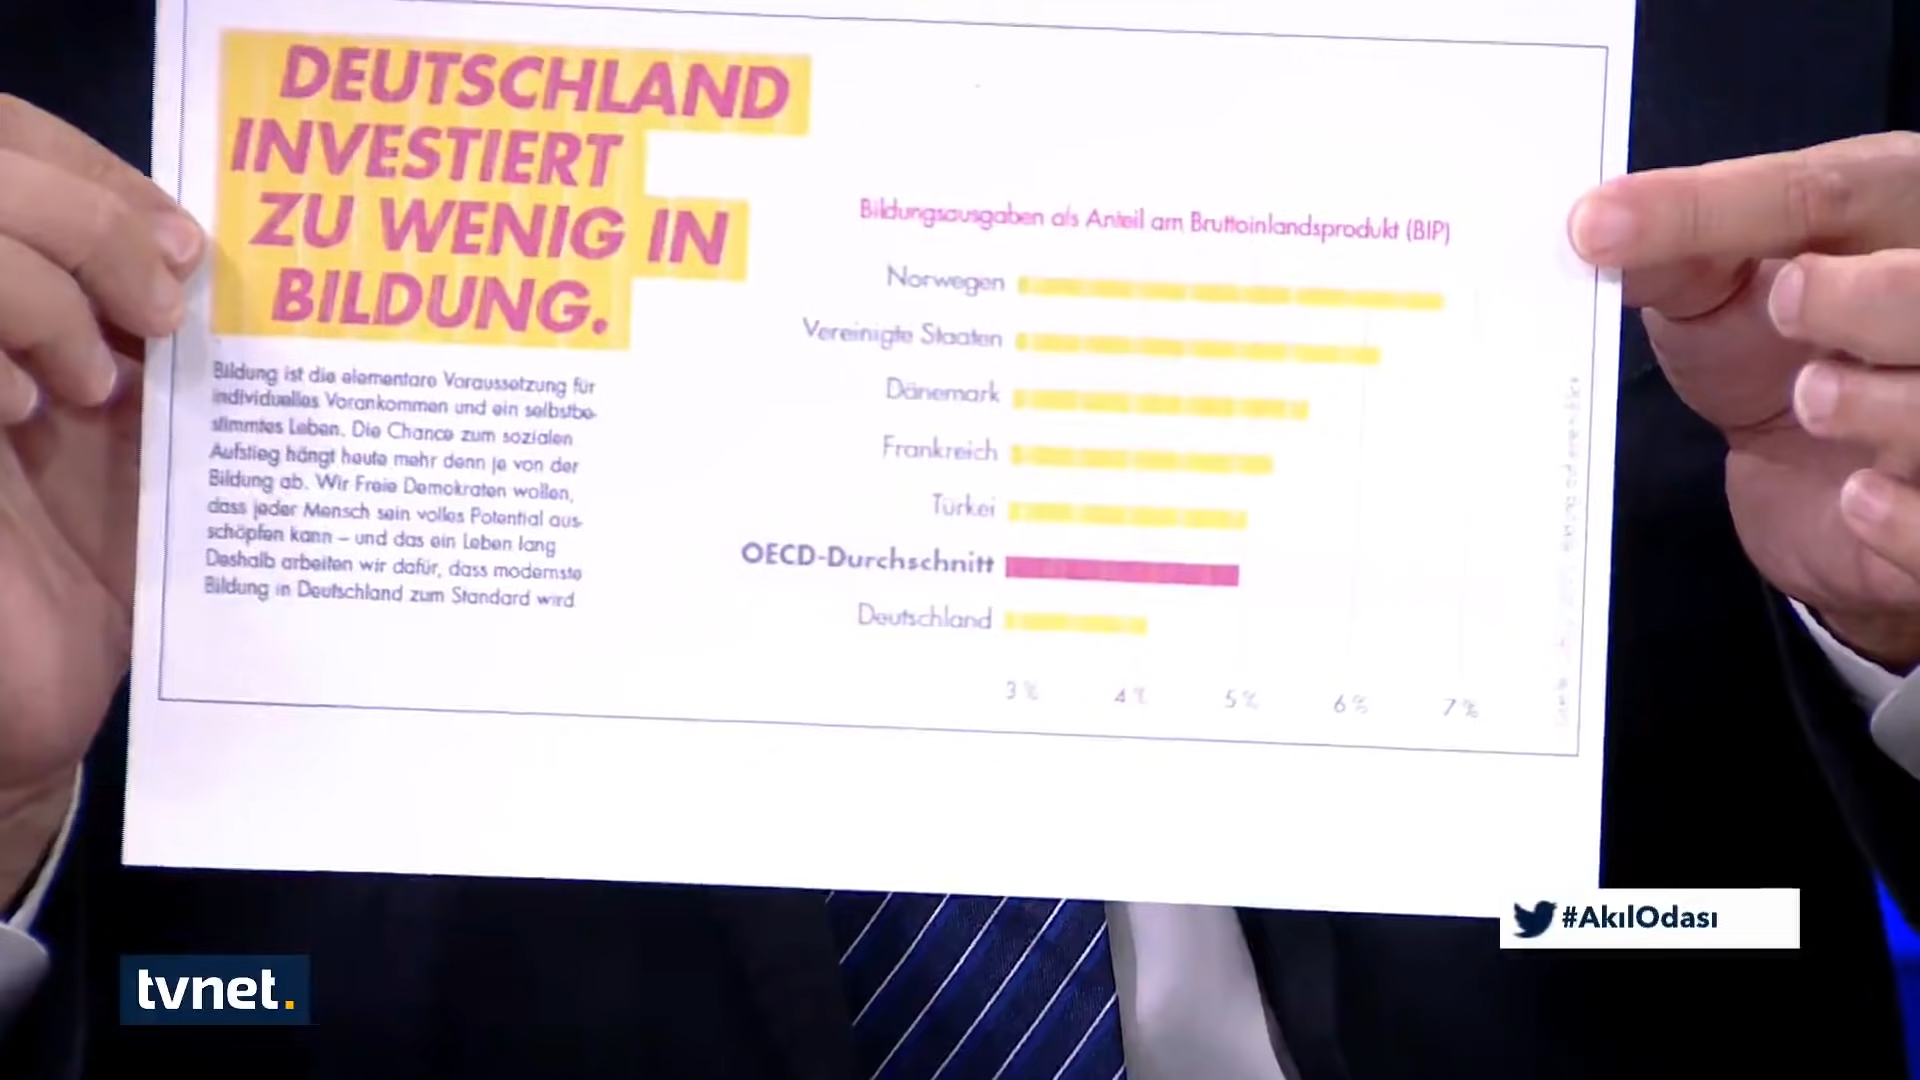 DEUTSCHLAND
INVESTIERT
ZU WENIG IN
BILDUNG.
Bildung ist die elementare Voraussetzung für
individuelles Vorankommen und ein selbstbe-
stimmtes Leben. Die Chance zum sozialen
Aufstieg hängt heute mehr denn je von der
Bildung ab. Wir Freie Demokraten wollen,
dass jeder Mensch sein volles Potential aus-
schöpfen kann – und das ein Leben lang
Deshalb arbeiten wir dafür, dass modernste
Bildung in Deutschland zum Standard wird
Bildungsausgaben als Anteil am Bruttoinlandsprodukt (BIP)
Norwegen
Vereinigte Staaten
Dänemark
Frankreich
Türkei
OECD-Durchschnitt
Deutschland
3% 4% 5% 6% 7%
#AkılOdası
tvnet.